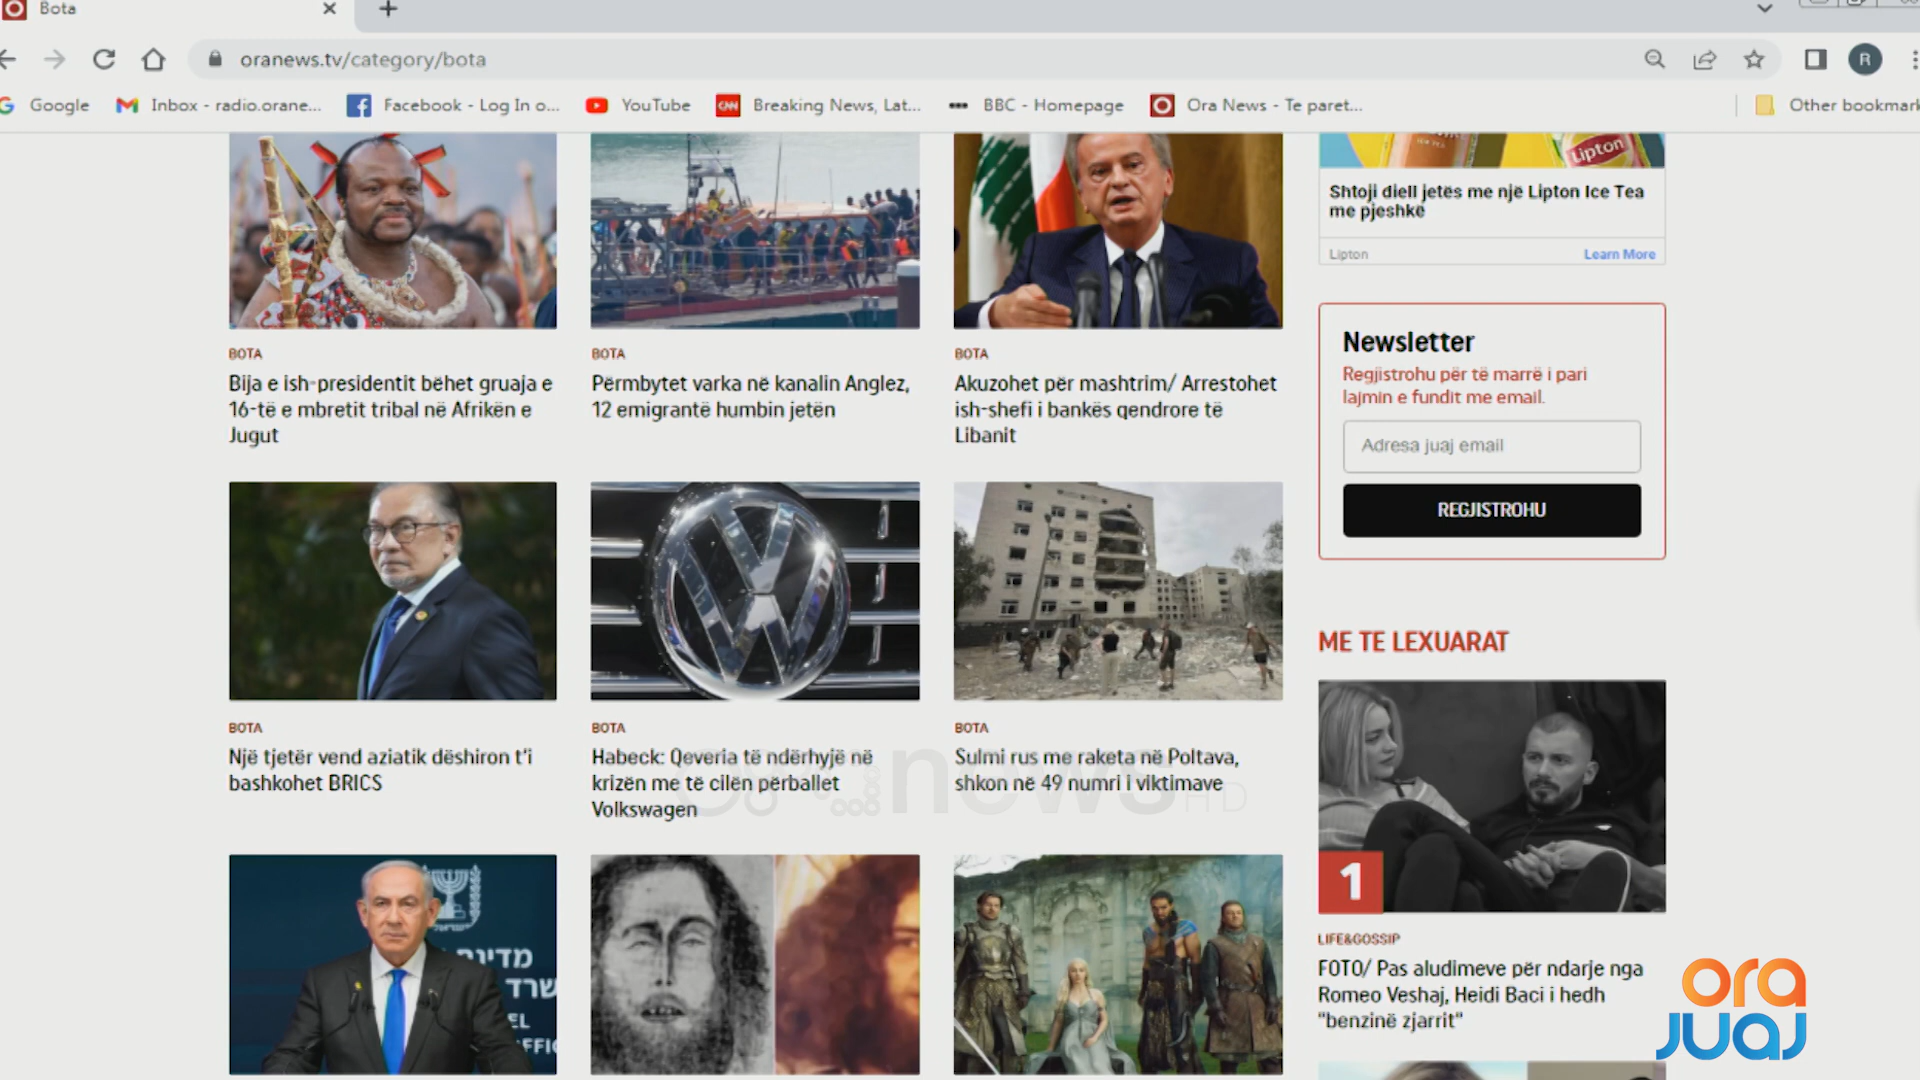 Bota
oranews.tv/category/bota
R
Google
Inbox - radio.orane...
Facebook - Log In o...
YouTube
CNN
Breaking News, Lat...
BBC - Homepage
Ora News - Te paret...
Other bookmark
BOTA
Bija e ish-presidentit bëhet gruaja e
16-të e mbretit tribal në Afrikën e
Jugut
BOTA
Përmbytet varka në kanalin Anglez,
12 emigrantë humbin jetën
BOTA
Akuzohet për mashtrim/ Arrestohet
ish-shefi i bankës qendrore të
Libanit
BOTA
Një tjetër vend aziatik dëshiron t'i
bashkohet BRICS
BOTA
Habeck: Qeveria të ndërhyjë në
krizën me të cilën përballet
Volkswagen
BOTA
Sulmi rus me raketa në Poltava,
shkon në 49 numri i viktimave
news HD
מדינת
Lipton
Shtoji diell jetës me një Lipton Ice Tea
me pjeshkë
Lipton
Learn More
Newsletter
Regjistrohu për të marrë i pari
lajmin e fundit me email.
Adresa juaj email
REGJISTROHU
ME TE LEXUARAT
1
LIFE&GOSSIP
FOTO/ Pas aludimeve për ndarje nga
Romeo Veshaj, Heidi Baci i hedh
"benzinë zjarrit"
ora
JUAJ